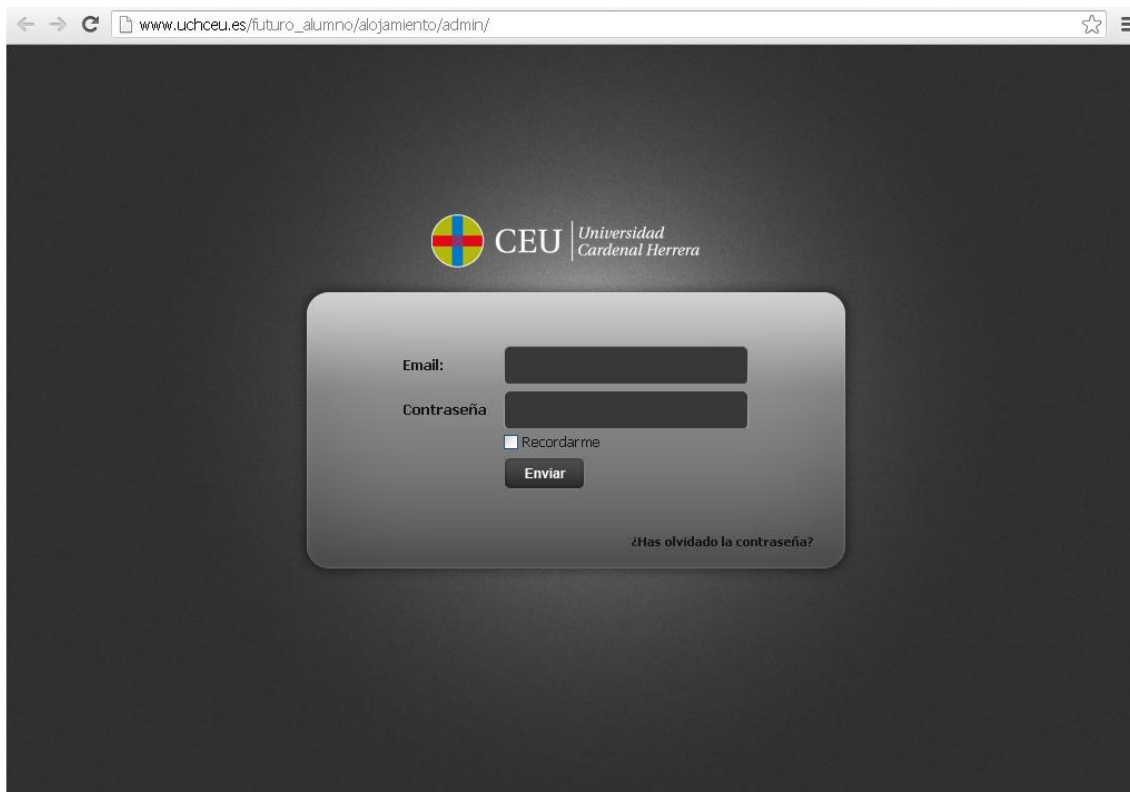 www.uchceu.es/futuro_alumno/alojamiento/admin/
CEU Universidad
Cardenal Herrera
Email:
Contraseña
Recordarme
Enviar
¿Has olvidado la contraseña?